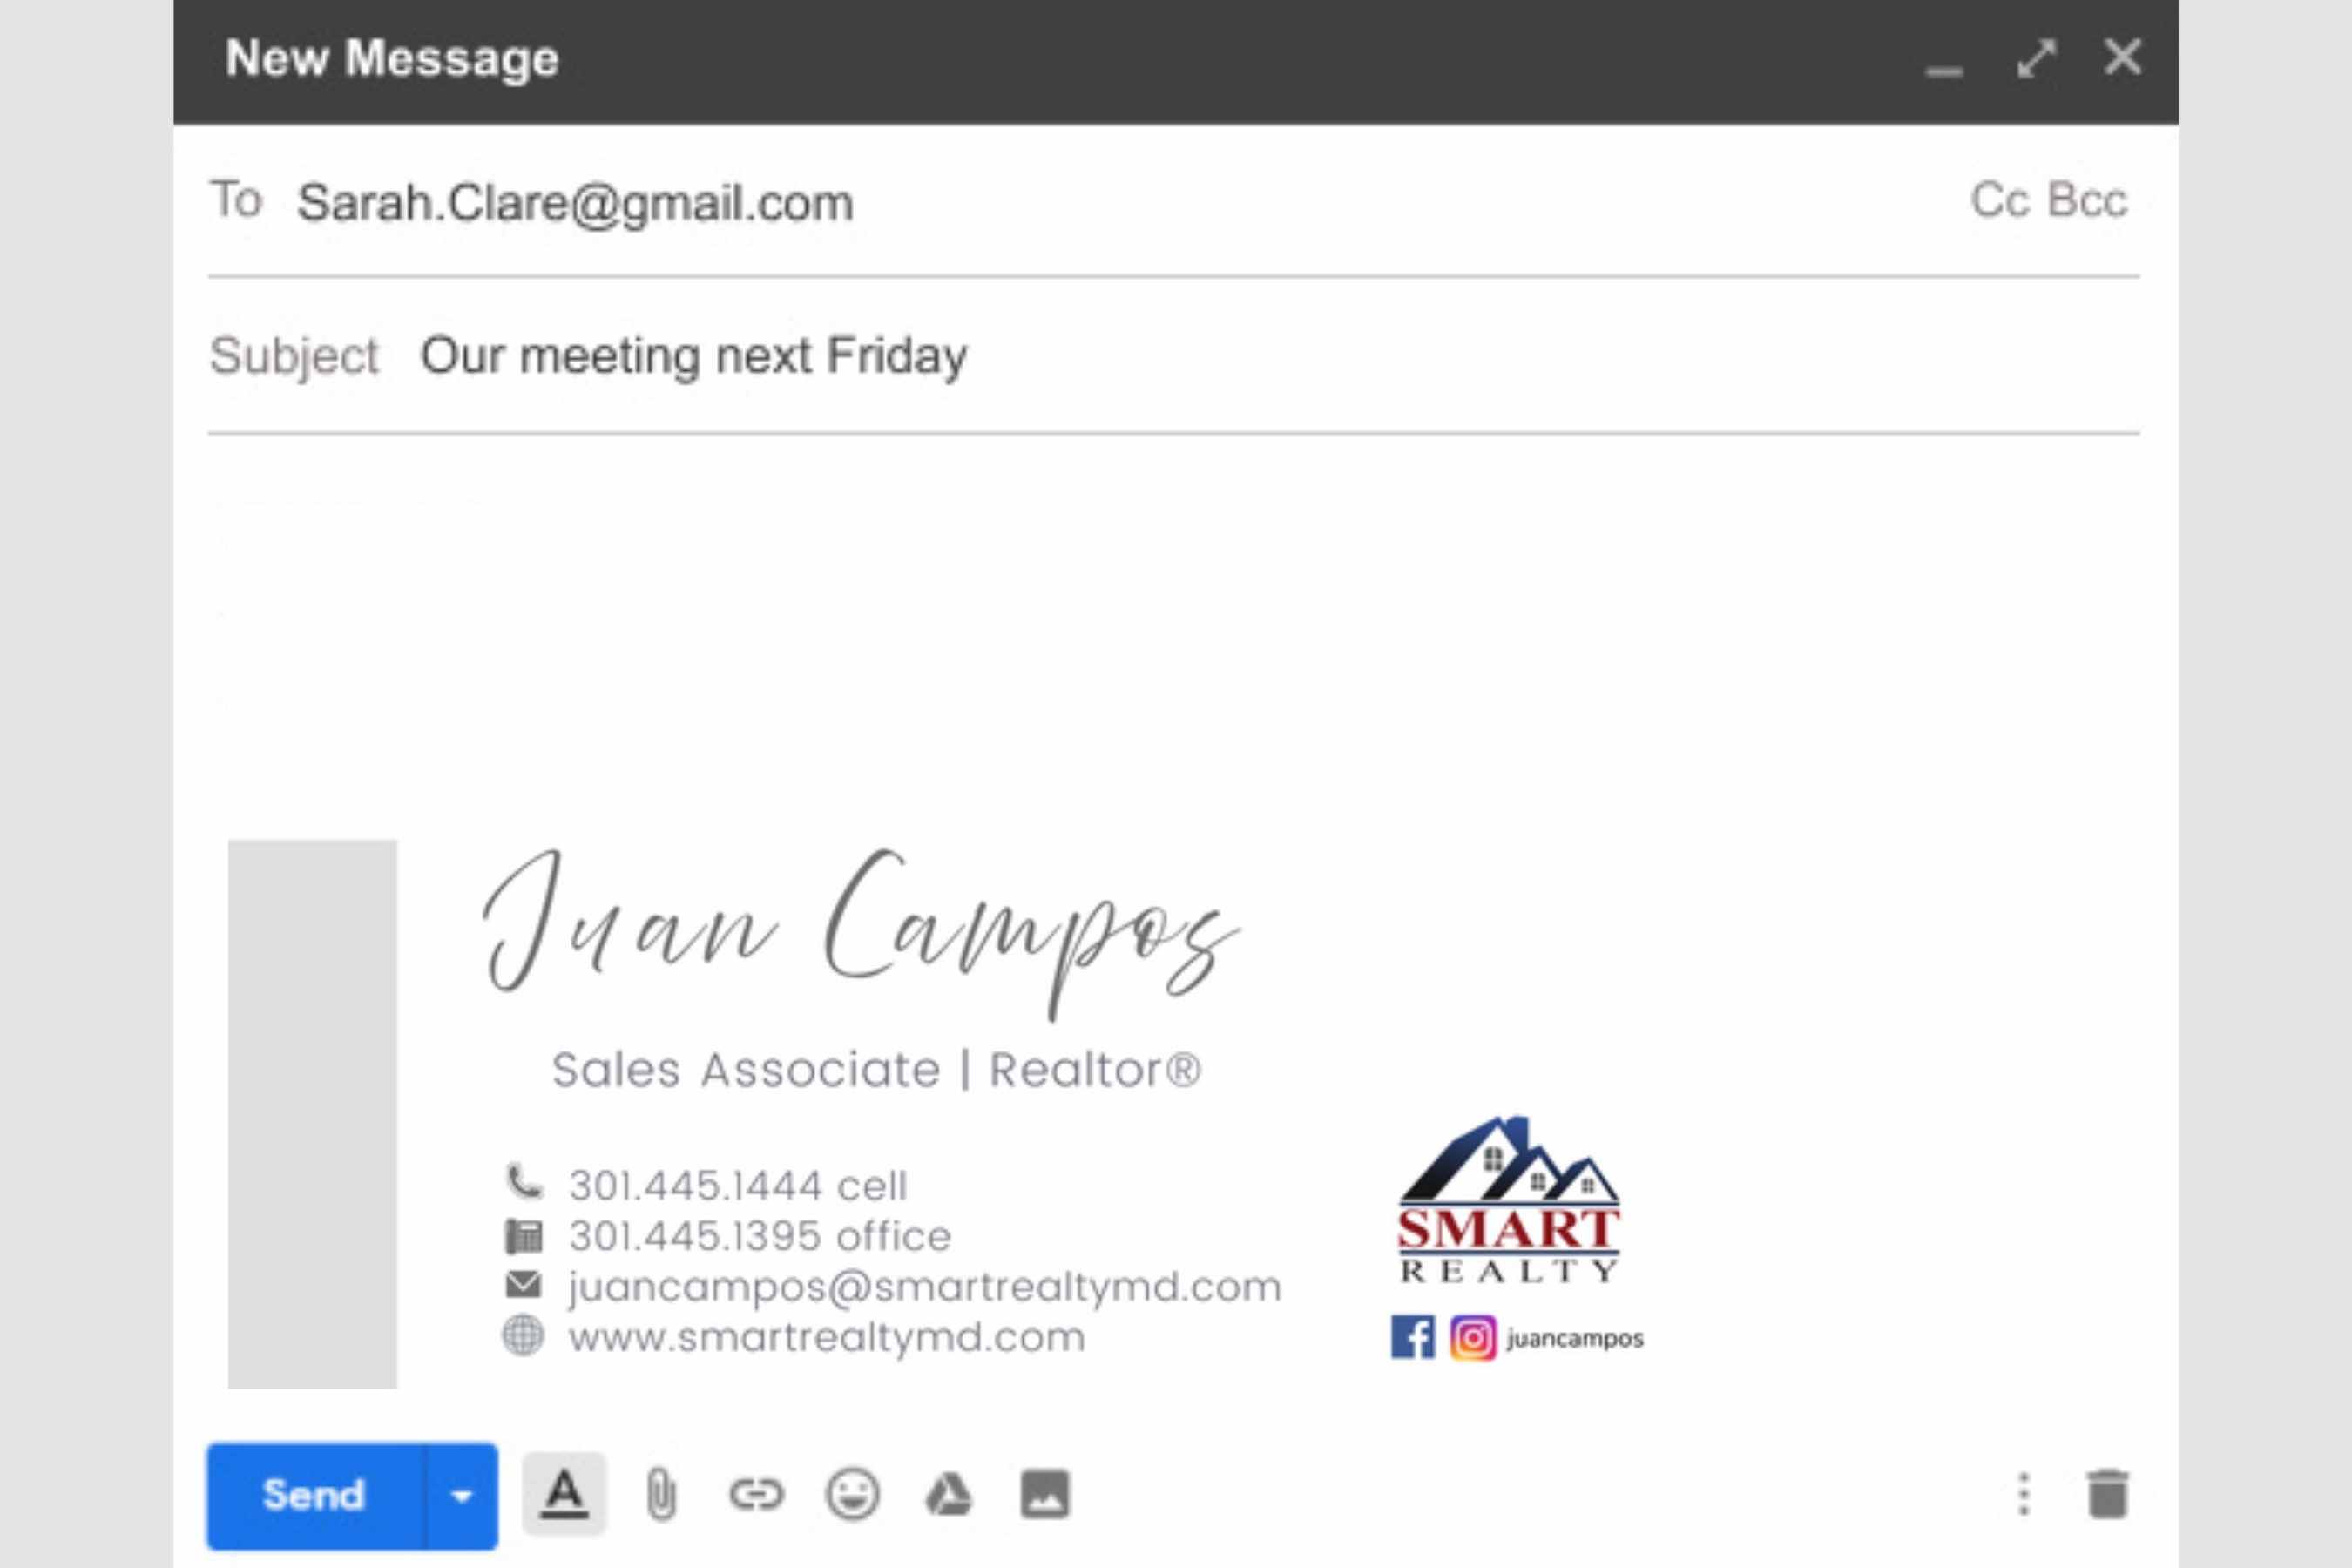 New Message
To Sarah.Clare@gmail.com Cc Bcc
Subject Our meeting next Friday
Juan Campos
Sales Associate | Realtor®
301.445.1444 cell
301.445.1395 office
juancampos@smartrealtymd.com
www.smartrealtymd.com
SMART
REALTY
juancampos
Send